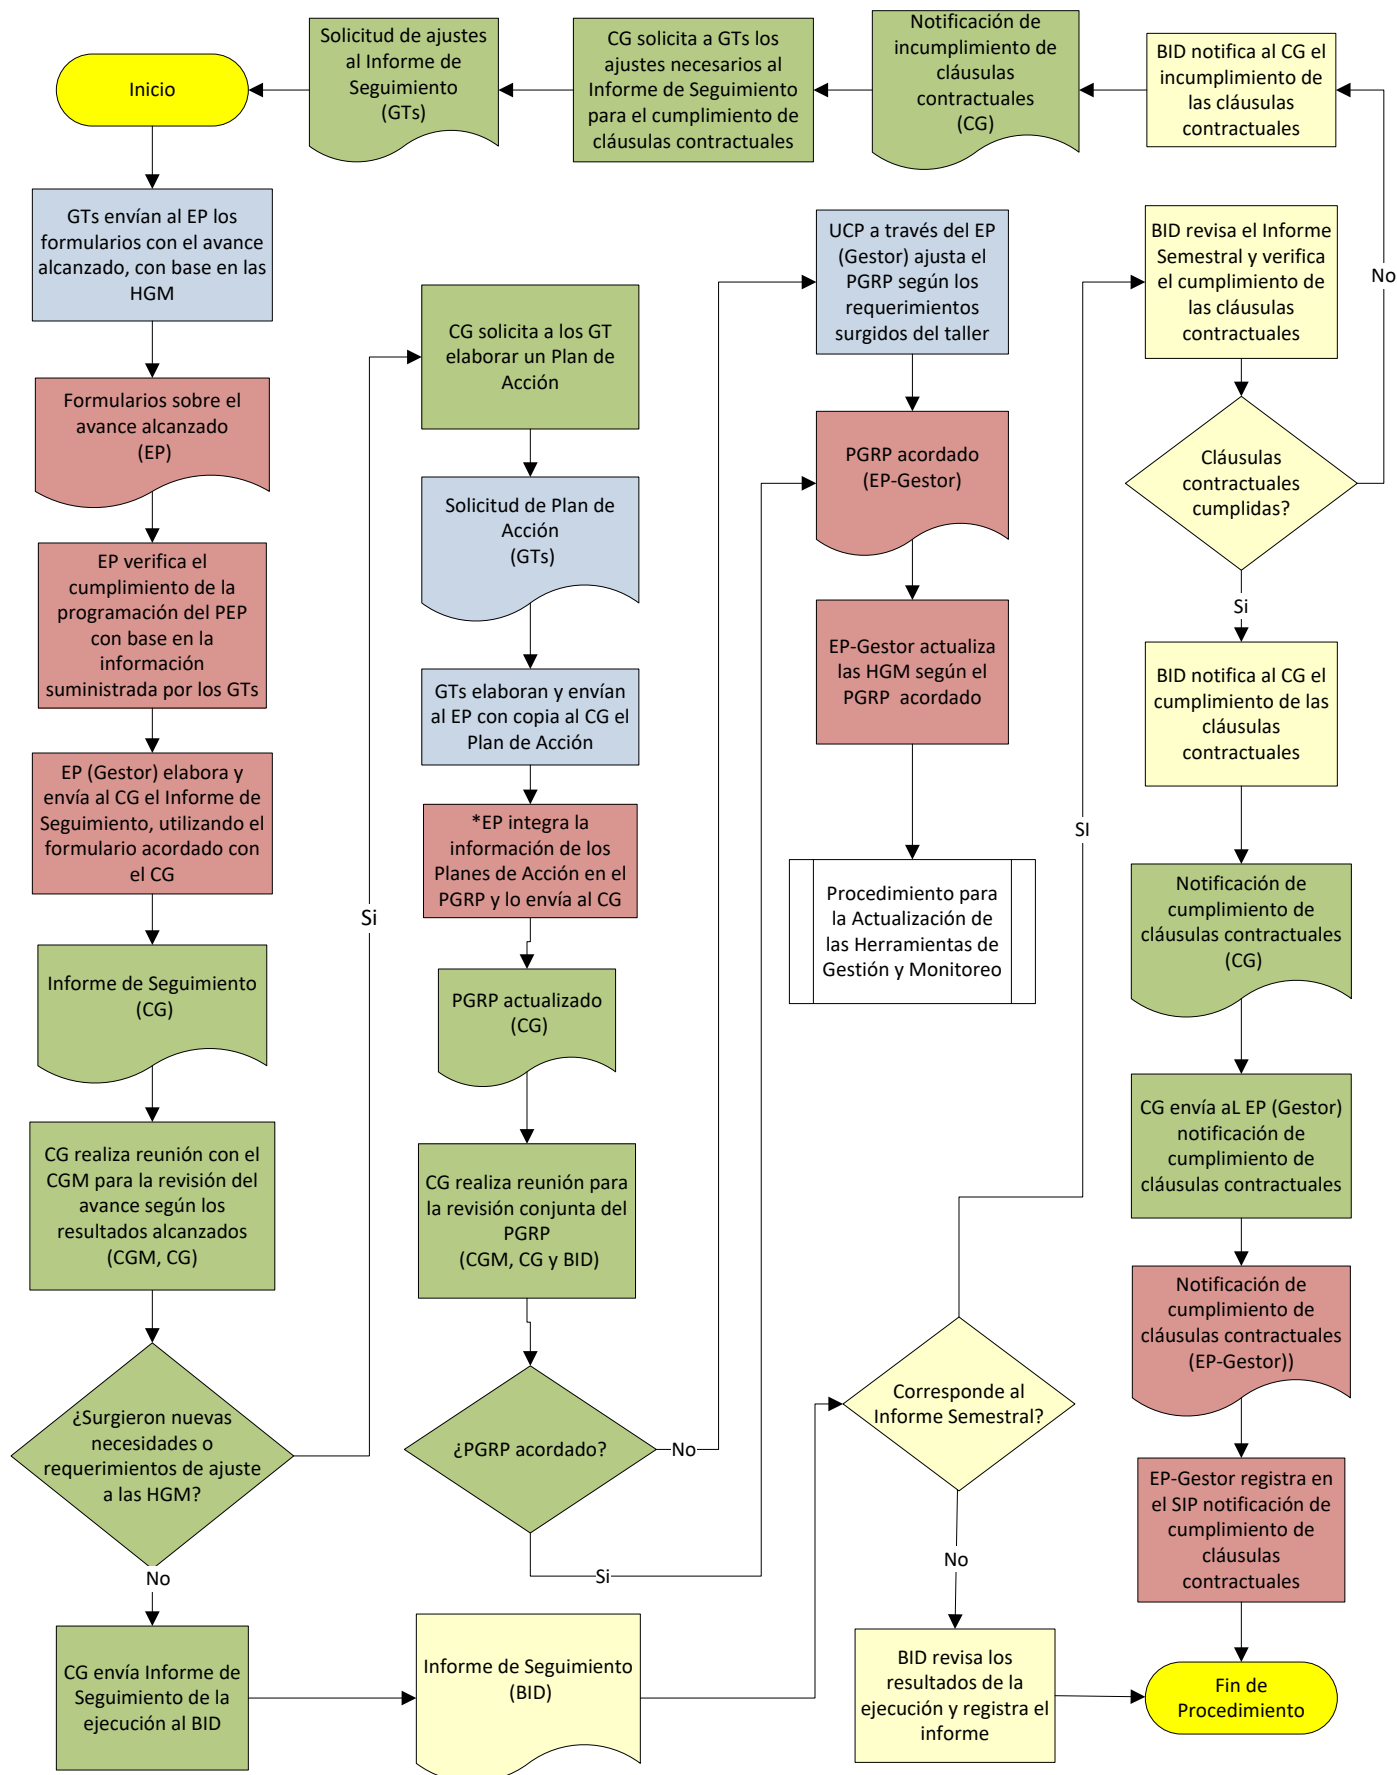 Inicio
GTs envían al EP los
formularios con el avance
alcanzado, con base en las
HGM
Formularios sobre el
avance alcanzado
(EP)
EP verifica el
cumplimiento de la
programación del PEP
con base en la
información
suministrada por los GTs
EP (Gestor) elabora y
envía al CG el Informe de
Seguimiento, utilizando el
formulario acordado con
el CG
Informe de Seguimiento
(CG)
CG realiza reunión con el
CGM para la revisión del
avance según los
resultados alcanzados
(CGM, CG)
¿Surgieron nuevas
necesidades o
requerimientos de ajuste
a las HGM?
No
Si
CG envía Informe de
Seguimiento de la
ejecución al BID
Informe de Seguimiento
(BID)
CG solicita a los GT
elaborar un Plan de
Acción
Solicitud de Plan de
Acción
(GTs)
GTs elaboran y envían
al EP con copia al CG el
Plan de Acción
*EP integra la
información de los
Planes de Acción en el
PGRP y lo envía al CG
PGRP actualizado
(CG)
CG realiza reunión para
la revisión conjunta del
PGRP
(CGM, CG y BID)
¿PGRP acordado?
No
Si
UCP a través del EP
(Gestor) ajusta el
PGRP según los
requerimientos
surgidos del taller
PGRP acordado
(EP-Gestor)
EP-Gestor actualiza
las HGM según el
PGRP  acordado
Procedimiento para
la Actualización de
las Herramientas de
Gestión y Monitoreo
Corresponde al
Informe Semestral?
SI
No
BID revisa los
resultados de la
ejecución y registra el
informe
BID revisa el Informe
Semestral y verifica
el cumplimiento de
las cláusulas
contractuales
Cláusulas
contractuales
cumplidas?
No
Si
BID notifica al CG el
incumplimiento de
las cláusulas
contractuales
Notificación de
incumplimiento de
cláusulas
contractuales
(CG)
CG solicita a GTs los
ajustes necesarios al
Informe de Seguimiento
para el cumplimiento de
cláusulas contractuales
Solicitud de ajustes
al Informe de
Seguimiento
(GTs)
BID notifica al CG el
cumplimiento de las
cláusulas
contractuales
Notificación de
cumplimiento de
cláusulas contractuales
(CG)
CG envía aL EP (Gestor)
notificación de
cumplimiento de
cláusulas contractuales
Notificación de
cumplimiento de
cláusulas contractuales
(EP-Gestor))
EP-Gestor registra en
el SIP notificación de
cumplimiento de
cláusulas
contractuales
Fin de
Procedimiento